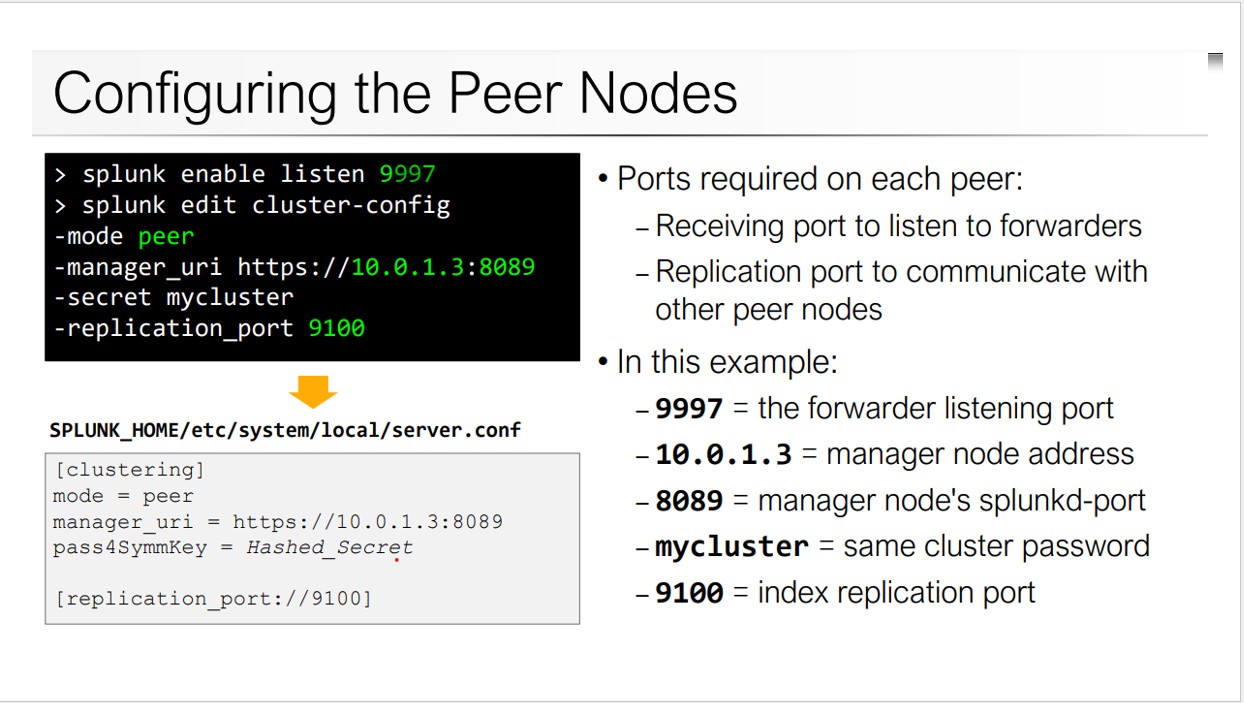 Configuring the Peer Nodes
> splunk enable listen 9997
> splunk edit cluster-config
-mode peer
-manager_uri https://10.0.1.3:8089
-secret mycluster
-replication_port 9100
SPLUNK_HOME/etc/system/local/server.conf
[clustering]
mode = peer
manager_uri = https://10.0.1.3:8089
pass4SymmKey = Hashed_Secret
[replication_port://9100]
• Ports required on each peer:
– Receiving port to listen to forwarders
– Replication port to communicate with
other peer nodes
• In this example:
– 9997 = the forwarder listening port
– 10.0.1.3 = manager node address
– 8089 = manager node's splunkd-port
– mycluster = same cluster password
– 9100 = index replication port